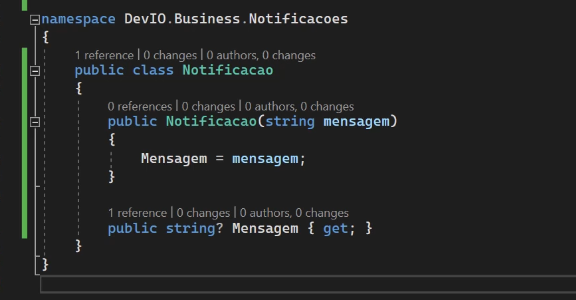 namespace DevIO.Business.Notificacoes
{
1 reference | 0 changes | 0 authors, 0 changes
public class Notificacao
{
0 references | 0 changes | 0 authors, 0 changes
public Notificacao(string mensagem)
{
Mensagem = mensagem;
}
1 reference | 0 changes | 0 authors, 0 changes
public string? Mensagem { get; }
}
}